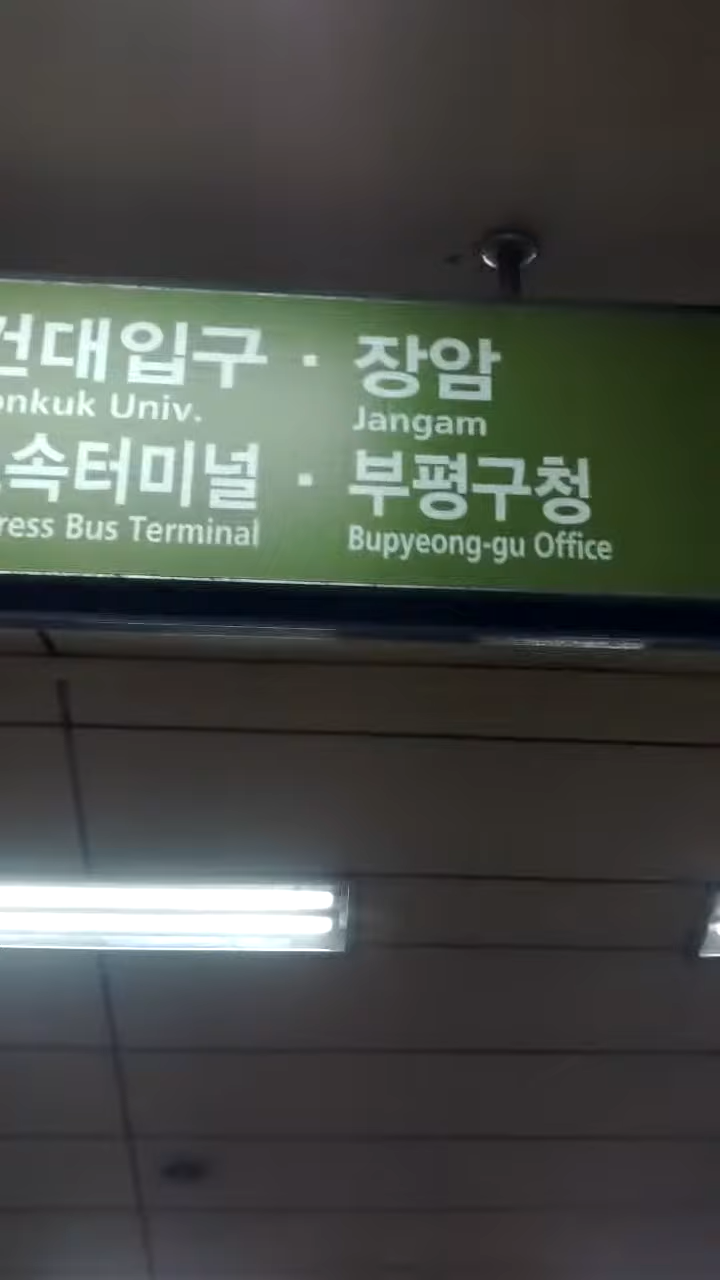 건대입구 · 장암
onkuk Univ. Jangam
속터미널 · 부평구청
ress Bus Terminal Bupyeong-gu Office